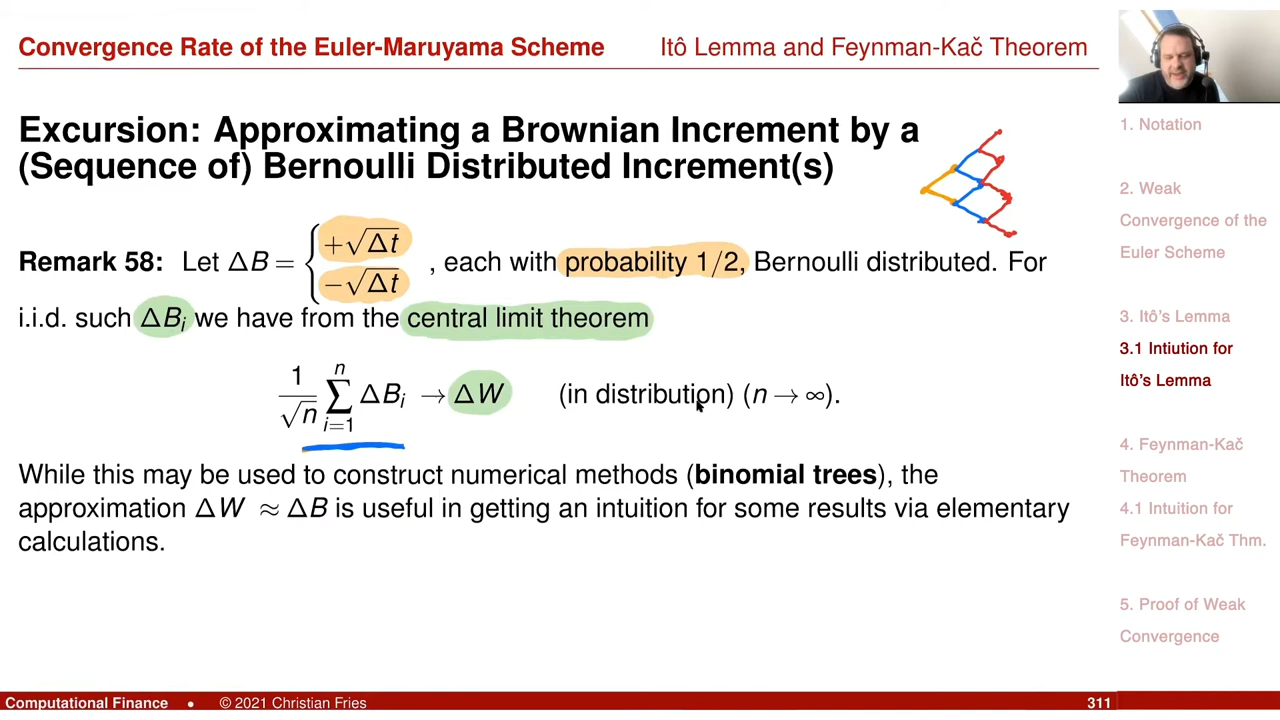 Convergence Rate of the Euler-Maruyama Scheme
Itô Lemma and Feynman-Kač Theorem
Excursion: Approximating a Brownian Increment by a
(Sequence of) Bernoulli Distributed Increment(s)
Remark 58: Let ΔB = { +√Δt −√Δt , each with probability 1/2, Bernoulli distributed. For
i.i.d. such ΔB_i we have from the central limit theorem
1/√n ∑_{i=1}^{n} ΔB_i → ΔW (in distribution) (n → ∞).
While this may be used to construct numerical methods (binomial trees), the
approximation ΔW ≈ ΔB is useful in getting an intuition for some results via elementary
calculations.
1. Notation
2. Weak
Convergence of the
Euler Scheme
3. Itô's Lemma
3.1 Intiution for
Itô's Lemma
4. Feynman-Kač
Theorem
4.1 Intuition for
Feynman-Kač Thm.
5. Proof of Weak
Convergence
Computational Finance • © 2021 Christian Fries
311